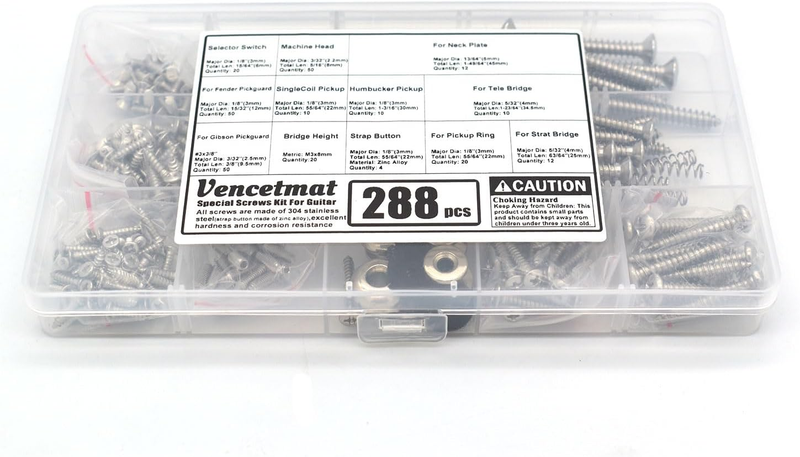 Selector Switch
Major Dia: 1/8"(3mm)
Total Len: 15/64"(6mm)
Quantity: 20
Machine Head
Major Dia: 3/32"(2.3mm)
Total Len: 5/16"(8mm)
Quantity: 50
For Neck Plate
Major Dia: 13/64"(5mm)
Total Len: 1-49/64"(45mm)
Quantity: 12
For Fender Pickguard
Major Dia: 1/8"(3mm)
Total Len: 15/32"(12mm)
Quantity: 50
SingleCoil Pickup
Major Dia: 1/8"(3mm)
Total Len: 55/64"(22mm)
Quantity: 10
Humbucker Pickup
Major Dia: 1/8"(3mm)
Total Len: 1-3/16"(30mm)
Quantity: 10
For Tele Bridge
Major Dia: 5/32"(4mm)
Total Len: 1-23/64"(34.5mm)
Quantity: 10
For Gibson Pickguard
#3x3/8"
Major Dia: 3/32"(2.5mm)
Total Len: 3/8"(9.5mm)
Quantity: 50
Bridge Height
Metric: M3x8mm
Quantity: 20
Strap Button
Major Dia: 1/8"(3mm)
Total Len: 55/64"(22mm)
Material: Zinc Alloy
Quantity: 4
For Pickup Ring
Major Dia: 1/8"(3mm)
Total Len: 55/64"(22mm)
Quantity: 20
For Strat Bridge
Major Dia: 5/32"(4mm)
Total Len: 63/64"(25mm)
Quantity: 12
Vencetmat
Special Screws Kit For Guitar
All screws are made of 304 stainless
steel(strap button made of zinc alloy),excellent
hardness and corrosion resistance
288 pcs
CAUTION
Choking Hazard
Keep Away from Children: This
product contains small parts
and should be kept away from
children under three years old.